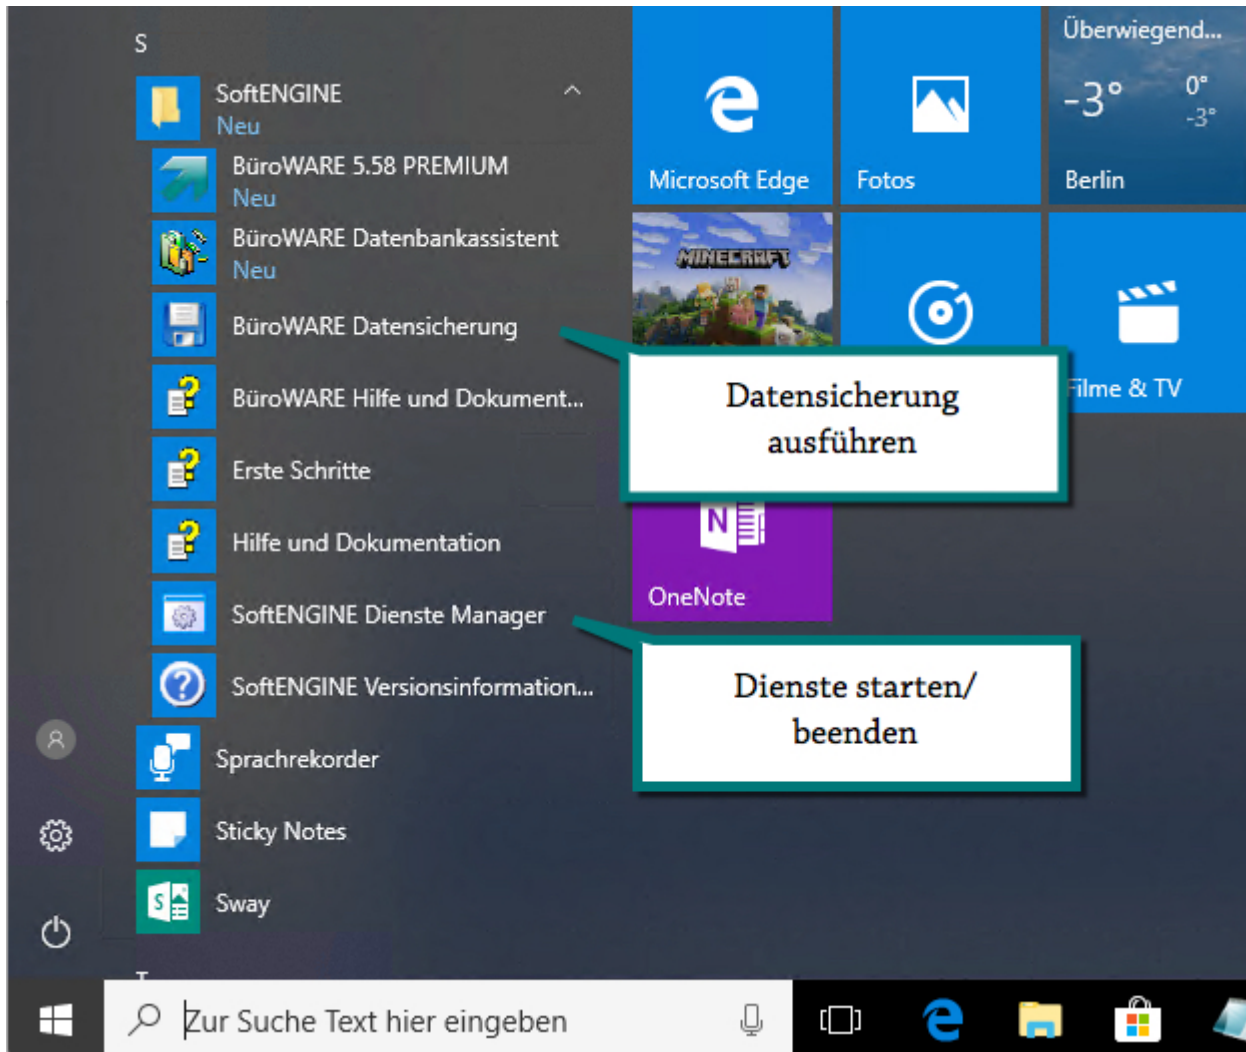 S
SoftENGINE
Neu
BüroWARE 5.58 PREMIUM
Neu
BüroWARE Datenbankassistent
Neu
BüroWARE Datensicherung
BüroWARE Hilfe und Dokument...
Erste Schritte
Hilfe und Dokumentation
SoftENGINE Dienste Manager
SoftENGINE Versionsinformation...
Sprachrekorder
Sticky Notes
Sway
Microsoft Edge
Fotos
Überwiegend...
-3°
0°
-3°
Berlin
MINECRAFT
Filme & TV
Datensicherung
ausführen
N
OneNote
Dienste starten/
beenden
S
Zur Suche Text hier eingeben